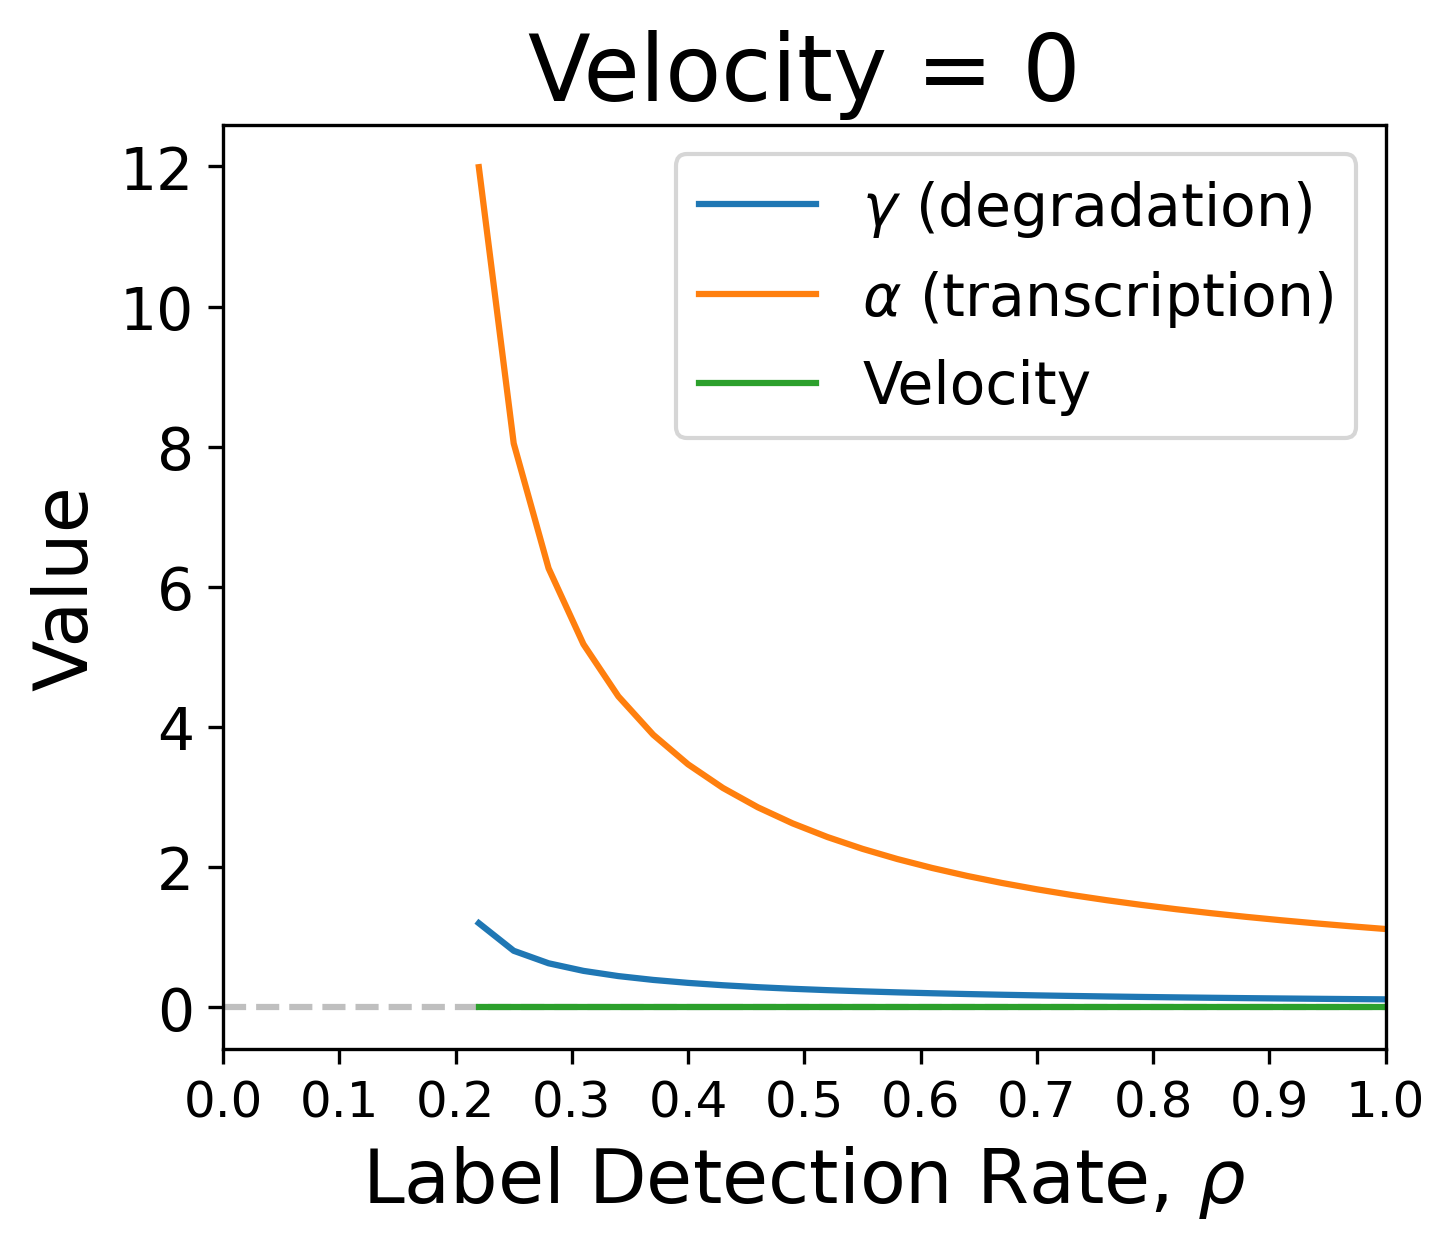 Velocity = 0
12
10
8
6
4
2
0
Value
γ (degradation)
α (transcription)
Velocity
0.0 0.1 0.2 0.3 0.4 0.5 0.6 0.7 0.8 0.9 1.0
Label Detection Rate, ρ